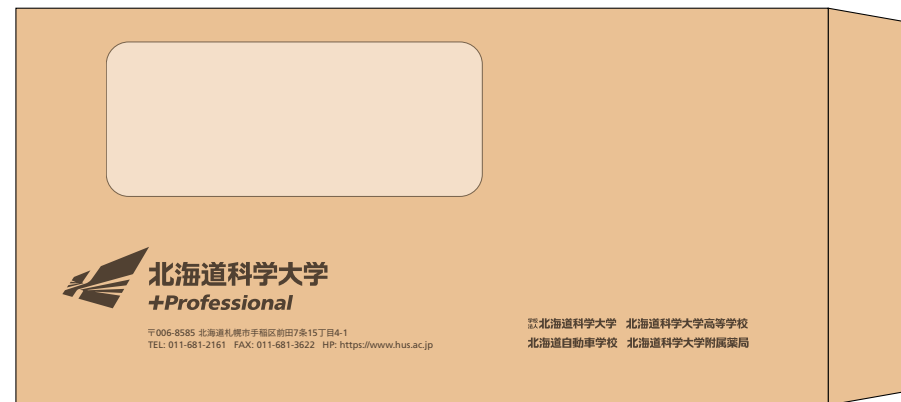 北海道科学大学
+Professional
〒006-8585 北海道札幌市手稲区前田7条15丁目4-1
TEL: 011-681-2161 FAX: 011-681-3622 HP: https://www.hus.ac.jp
学校法人 北海道科学大学 北海道科学大学高等学校
北海道自動車学校 北海道科学大学附属薬局